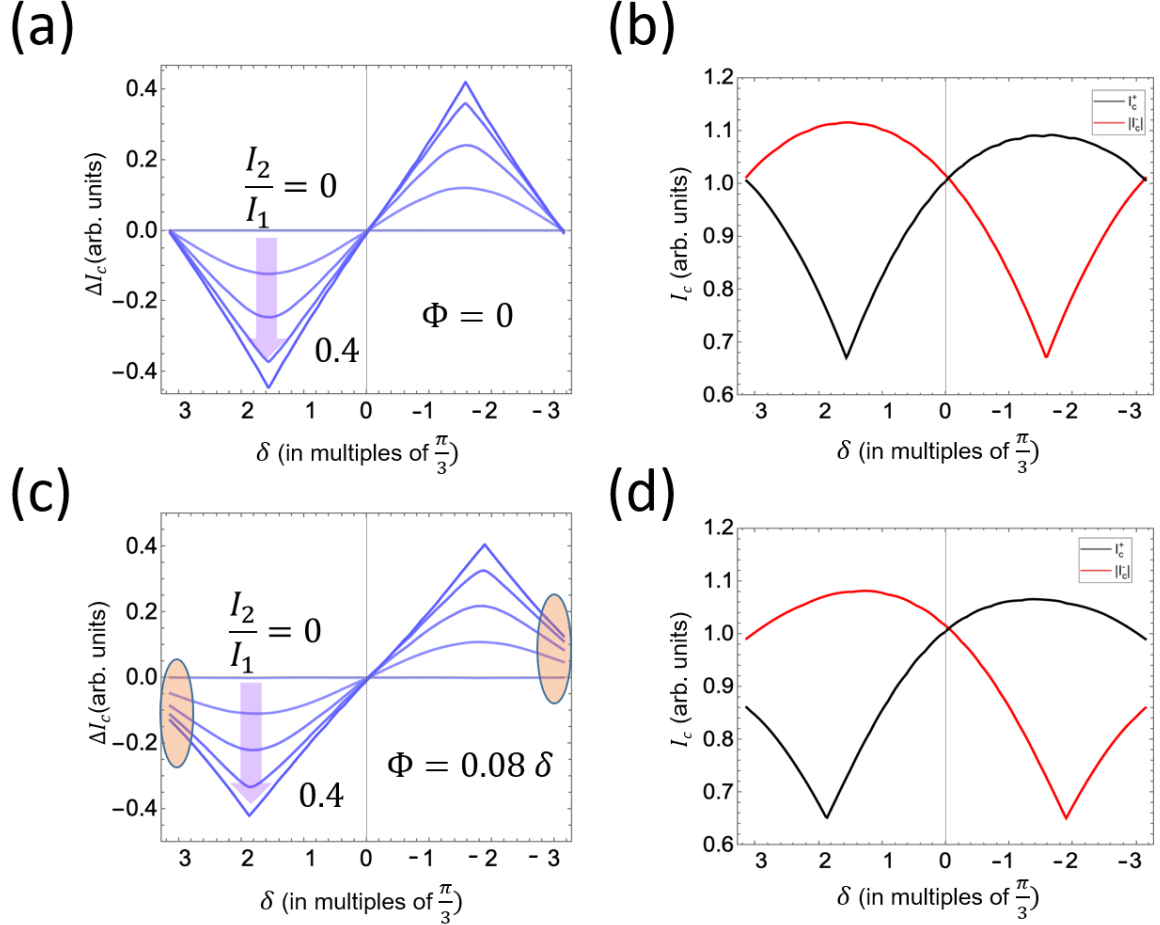 (a)
ΔI_c(arb. units)
0.4
0.2
0.0
−0.2
−0.4
I_2/I_1 = 0
0.4
Φ = 0
3 2 1 0 −1 −2 −3
δ (in multiples of π/3)
(b)
I_c (arb. units)
1.2
1.1
1.0
0.9
0.8
0.7
0.6
I_c^+
|I_c^-|
3 2 1 0 −1 −2 −3
δ (in multiples of π/3)
(c)
ΔI_c(arb. units)
0.4
0.2
0.0
−0.2
−0.4
I_2/I_1 = 0
0.4
Φ = 0.08 δ
3 2 1 0 −1 −2 −3
δ (in multiples of π/3)
(d)
I_c (arb. units)
1.2
1.1
1.0
0.9
0.8
0.7
0.6
I_c^+
|I_c^-|
3 2 1 0 −1 −2 −3
δ (in multiples of π/3)